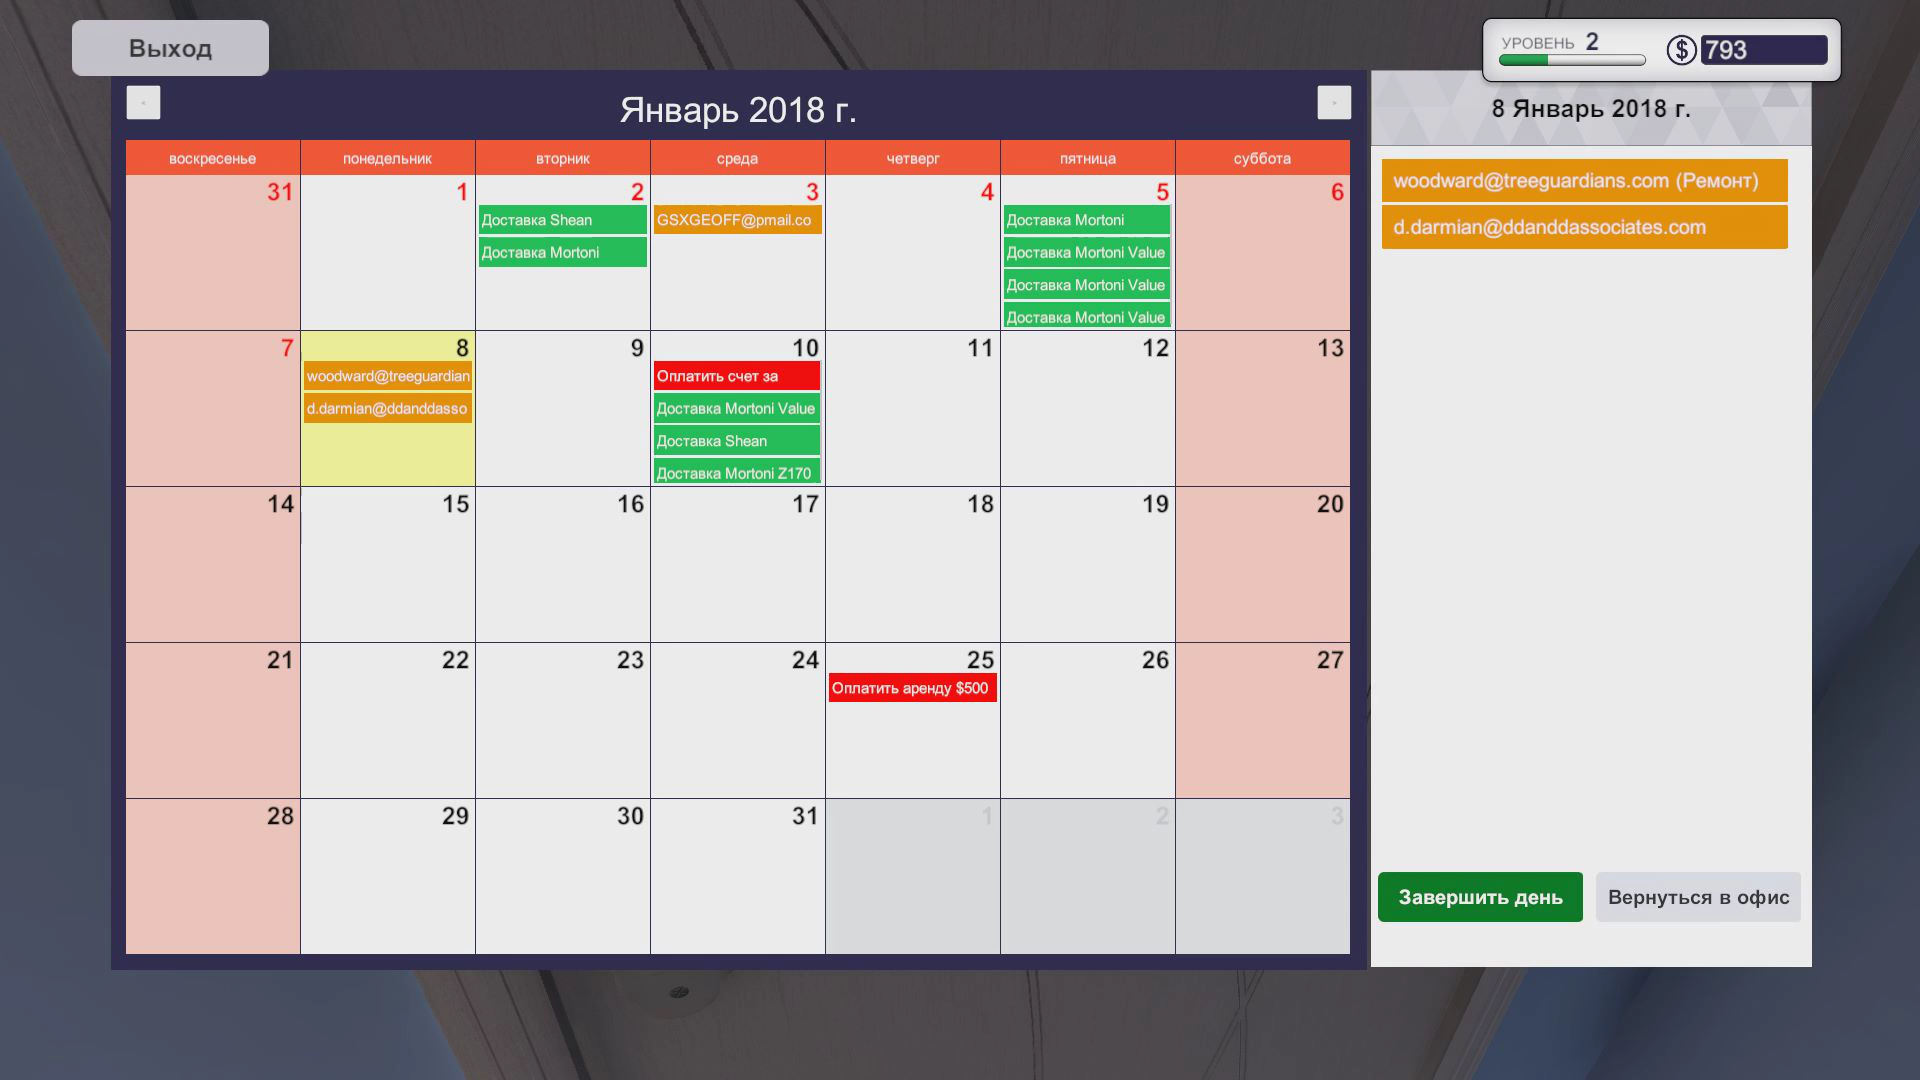 Выход
УРОВЕНЬ 2
$ 793
Январь 2018 г.
воскресенье понедельник вторник среда четверг пятница суббота
31 1 2 3 4 5 6
Доставка Shean
Доставка Mortoni
GSXGEOFF@pmail.co
Доставка Mortoni
Доставка Mortoni Value
Доставка Mortoni Value
Доставка Mortoni Value
7 8 9 10 11 12 13
woodward@treeguardian
d.darmian@ddanddasso
Оплатить счет за
Доставка Mortoni Value
Доставка Shean
Доставка Mortoni Z170
14 15 16 17 18 19 20
21 22 23 24 25 26 27
Оплатить аренду $500
28 29 30 31 1 2 3
8 Январь 2018 г.
woodward@treeguardians.com (Ремонт)
d.darmian@ddanddassociates.com
Завершить день
Вернуться в офис